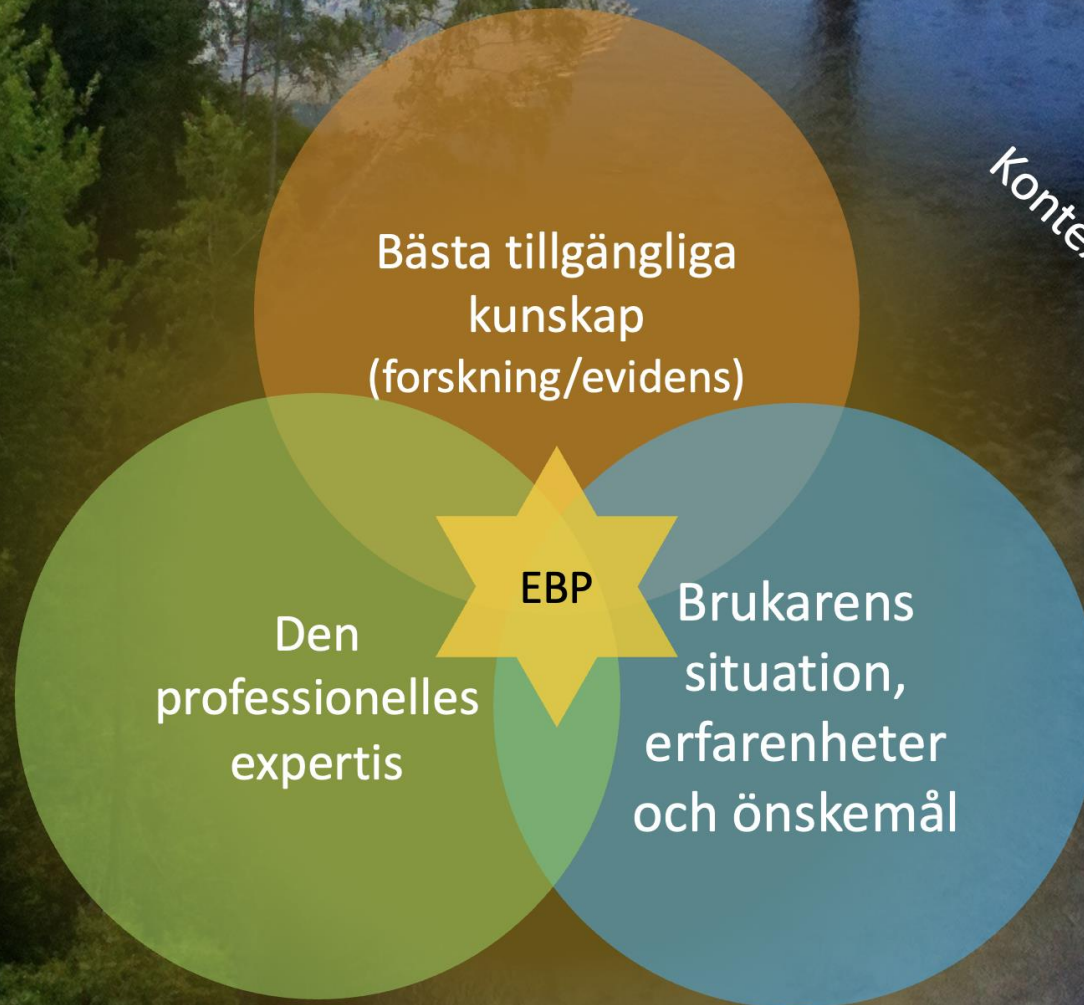 Bästa tillgängliga
kunskap
(forskning/evidens)
EBP
Den
professionelles
expertis
Brukarens
situation,
erfarenheter
och önskemål